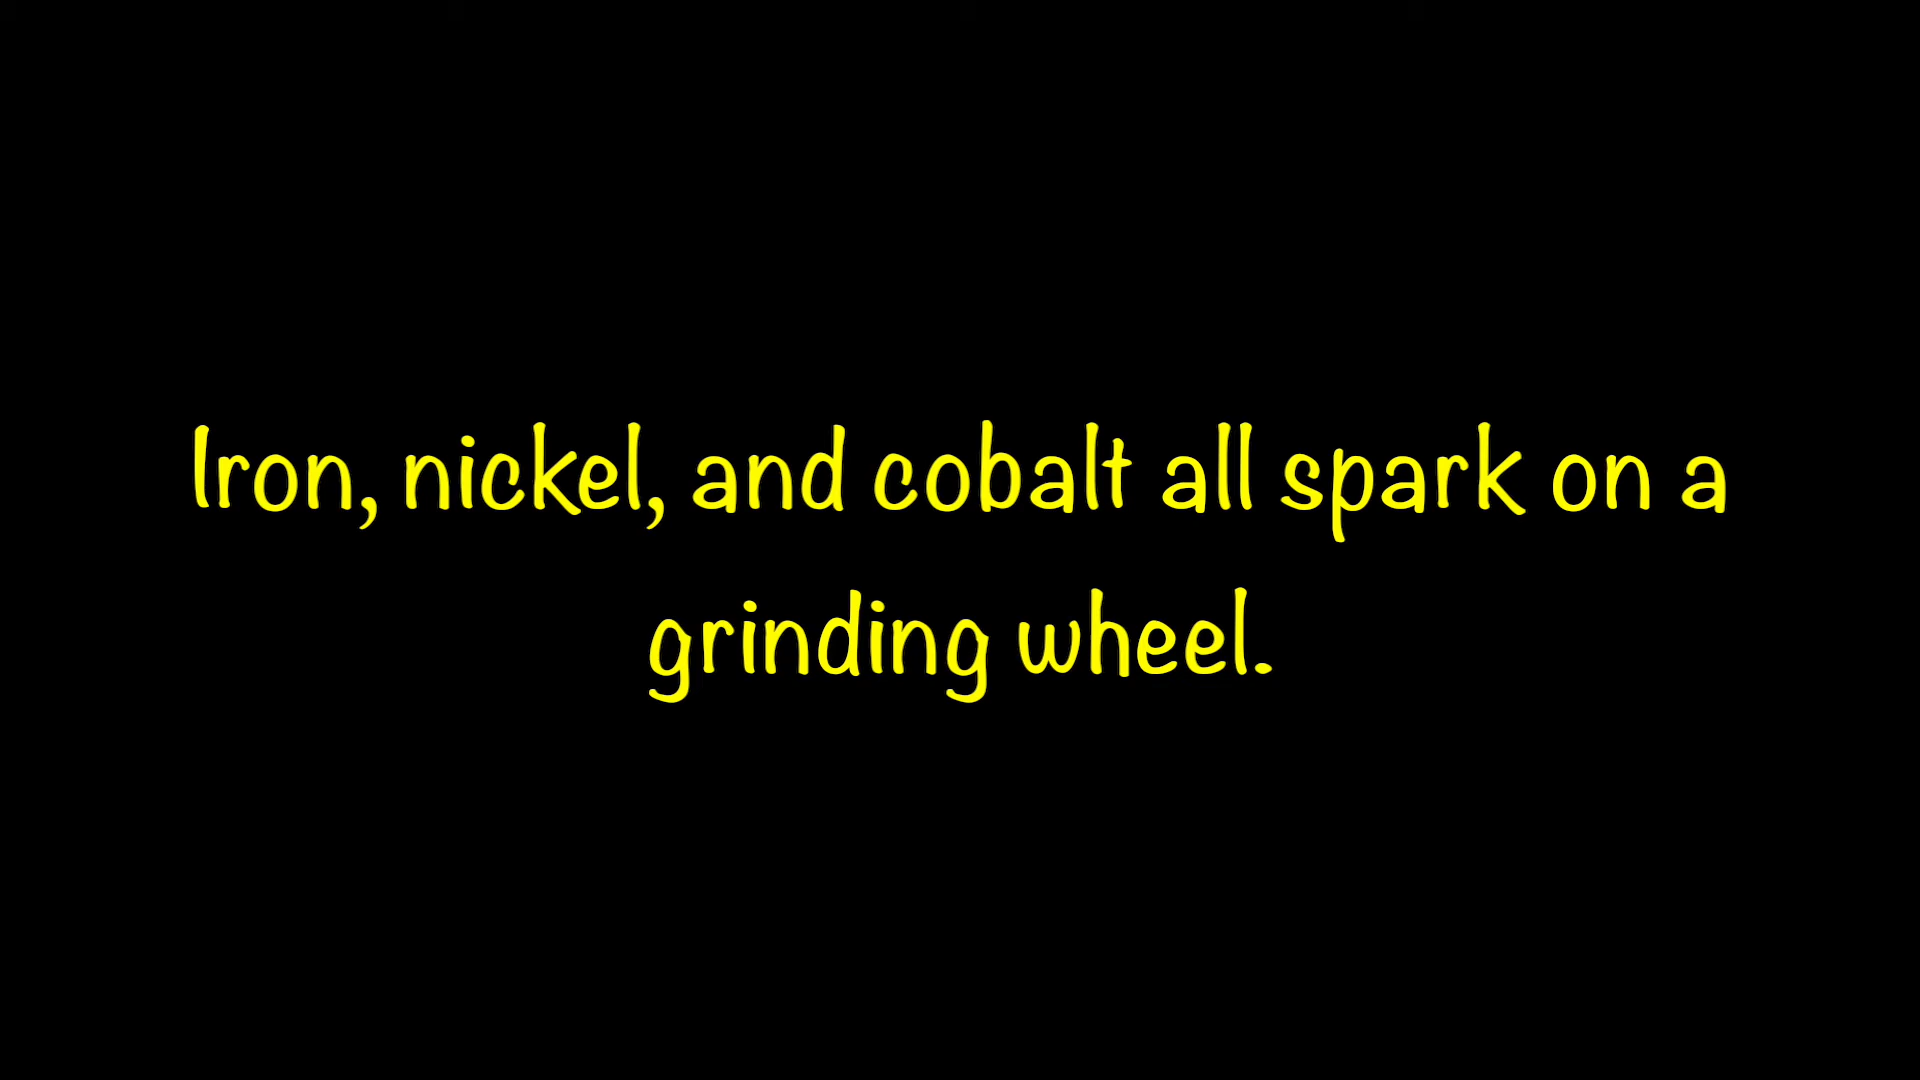 Iron, nickel, and cobalt all spark on a
grinding wheel.